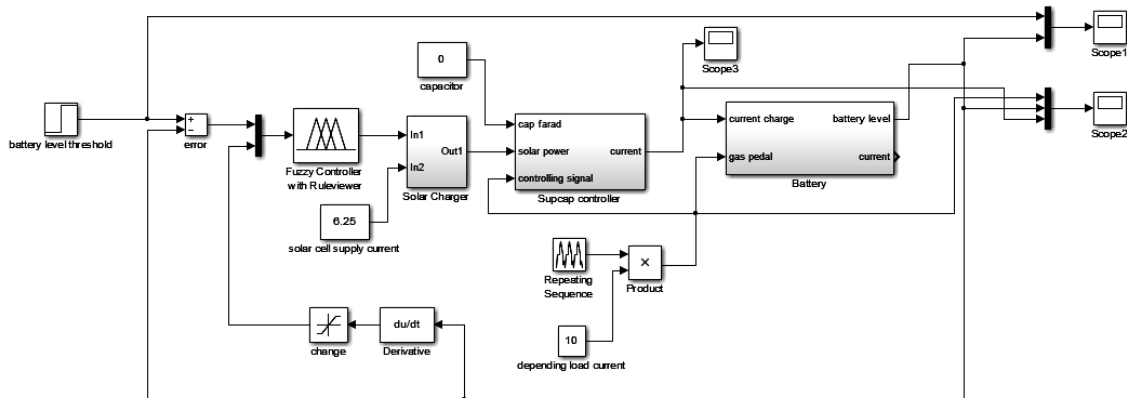 0
capacitor
Scope3
Scope1
Scope2
battery level threshold
+
−
error
Fuzzy Controller
with Ruleviewer
In1
In2
Out1
Solar Charger
6.25
solar cell supply current
cap farad
solar power
controlling signal
current
Supcap controller
current charge
gas pedal
battery level
current
Battery
Repeating
Sequence
×
Product
10
depending load current
change
du/dt
Derivative